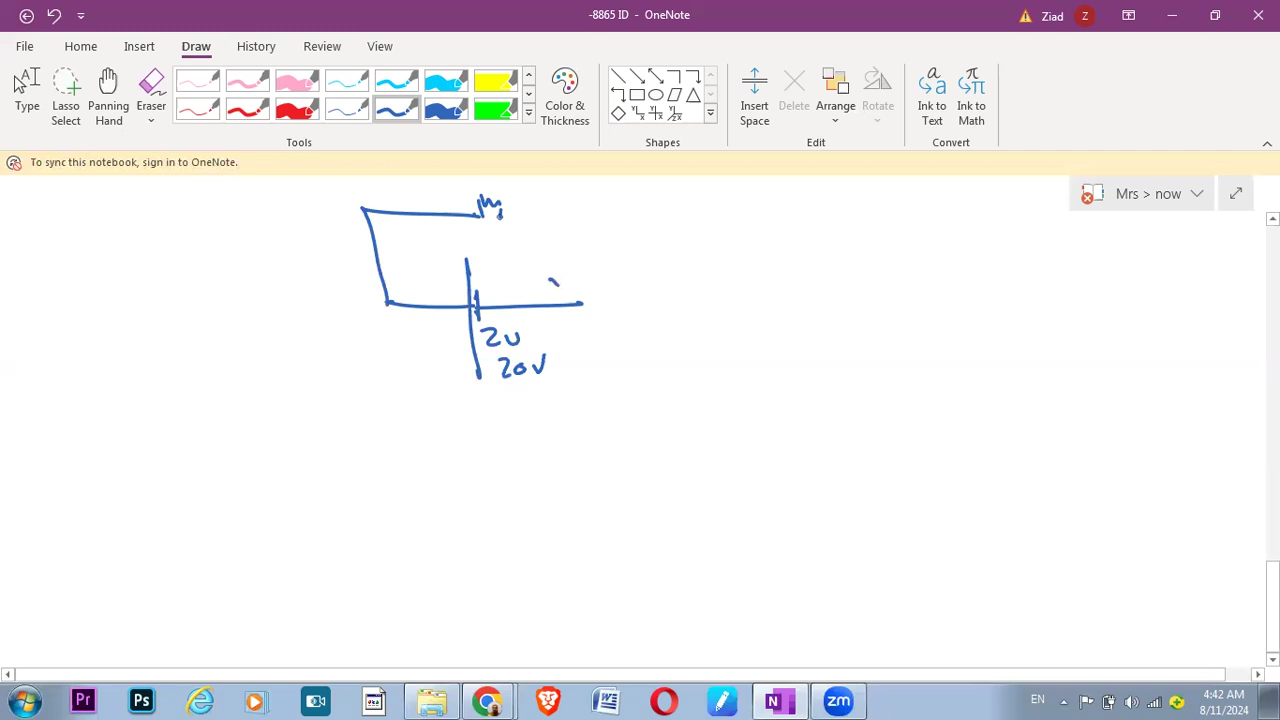 -8865 ID - OneNote
Ziad
Z
File
Home
Insert
Draw
History
Review
View
Type
Lasso Select
Panning Hand
Eraser
Color & Thickness
Insert Space
Delete
Arrange
Rotate
Ink to Text
Ink to Math
Tools
Shapes
Edit
Convert
To sync this notebook, sign in to OneNote.
Mrs > now
20V
EN
4:42 AM
8/11/2024